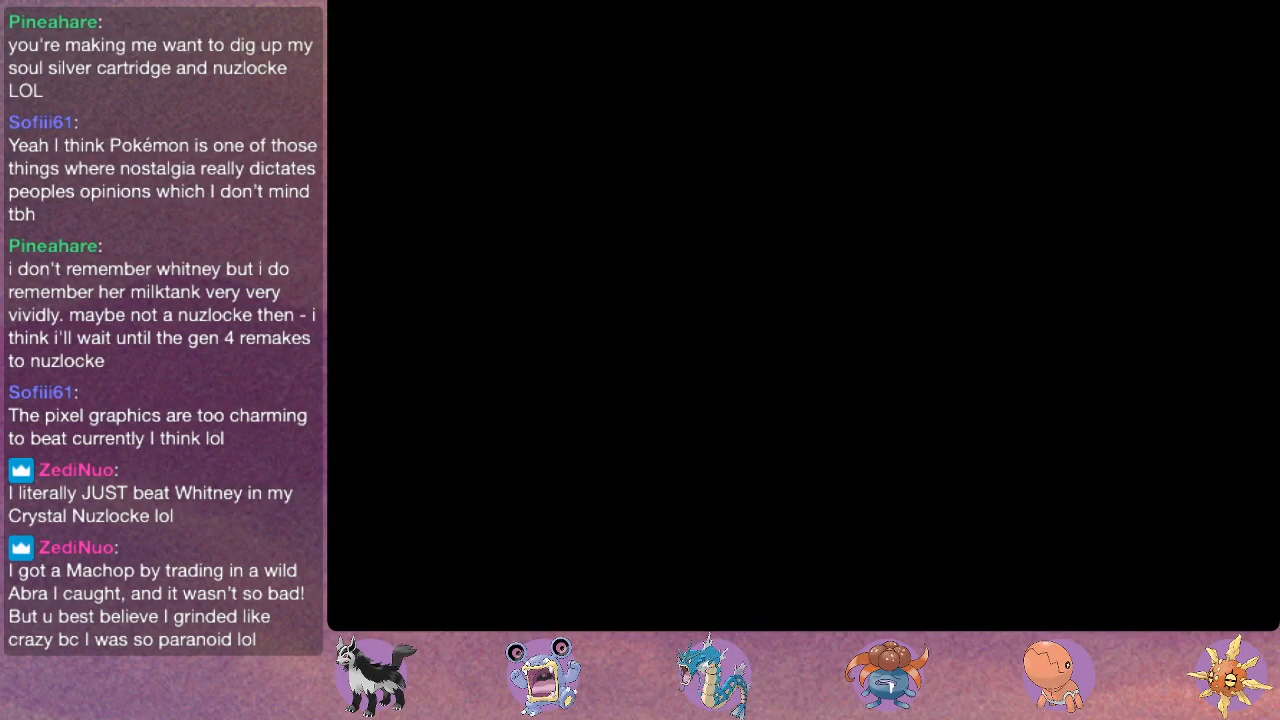 Pineahare:
you're making me want to dig up my
soul silver cartridge and nuzlocke
LOL
Sofiii61:
Yeah I think Pokémon is one of those
things where nostalgia really dictates
peoples opinions which I don't mind
tbh
Pineahare:
i don't remember whitney but i do
remember her milktank very very
vividly. maybe not a nuzlocke then - i
think i'll wait until the gen 4 remakes
to nuzlocke
Sofiii61:
The pixel graphics are too charming
to beat currently I think lol
ZediNuo:
I literally JUST beat Whitney in my
Crystal Nuzlocke lol
ZediNuo:
I got a Machop by trading in a wild
Abra I caught, and it wasn't so bad!
But u best believe I grinded like
crazy bc I was so paranoid lol